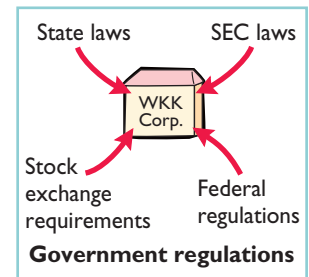 State laws
SEC laws
WKK
Corp.
Stock
exchange
requirements
Federal
regulations
Government regulations